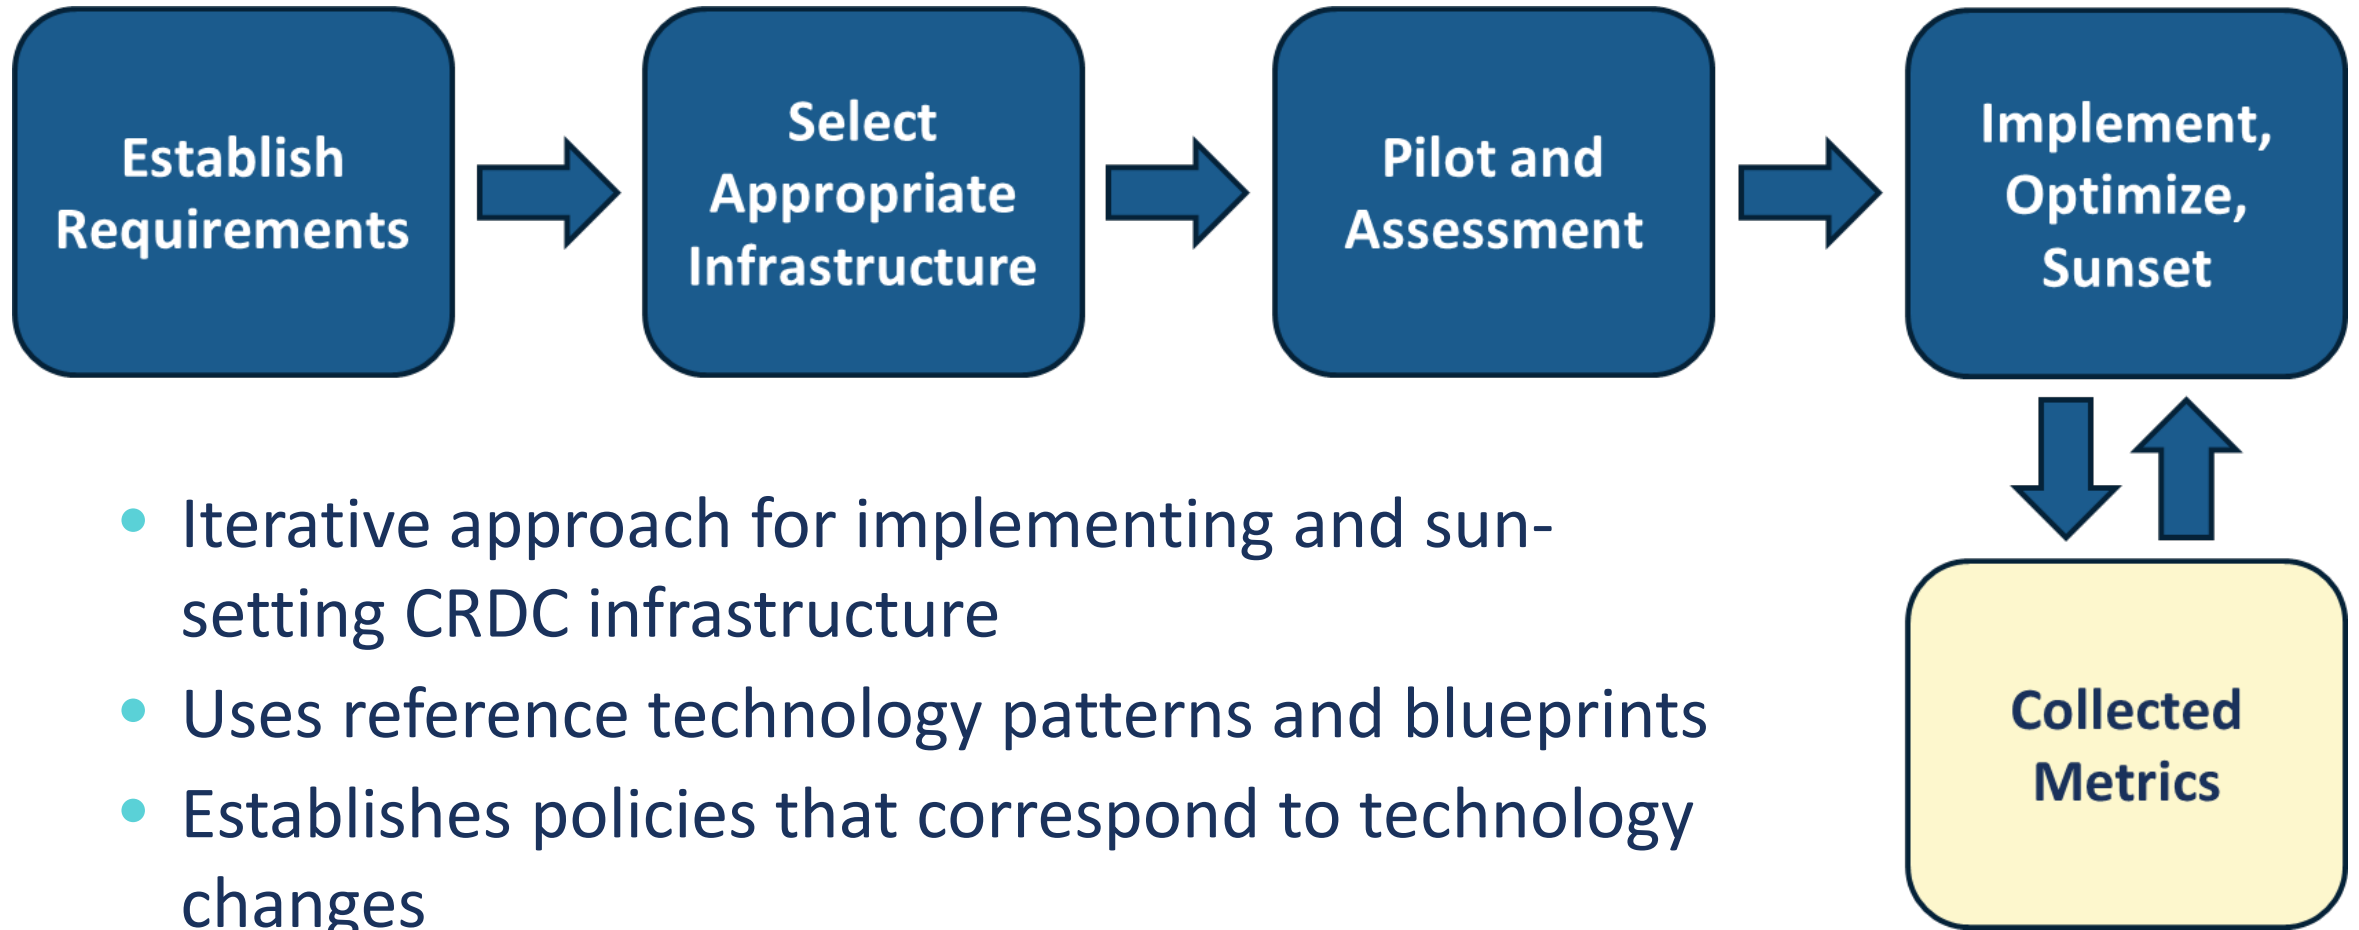 Establish
Requirements
Select
Appropriate
Infrastructure
Pilot and
Assessment
Implement,
Optimize,
Sunset
• Iterative approach for implementing and sun-
setting CRDC infrastructure
• Uses reference technology patterns and blueprints
• Establishes policies that correspond to technology
changes
Collected
Metrics